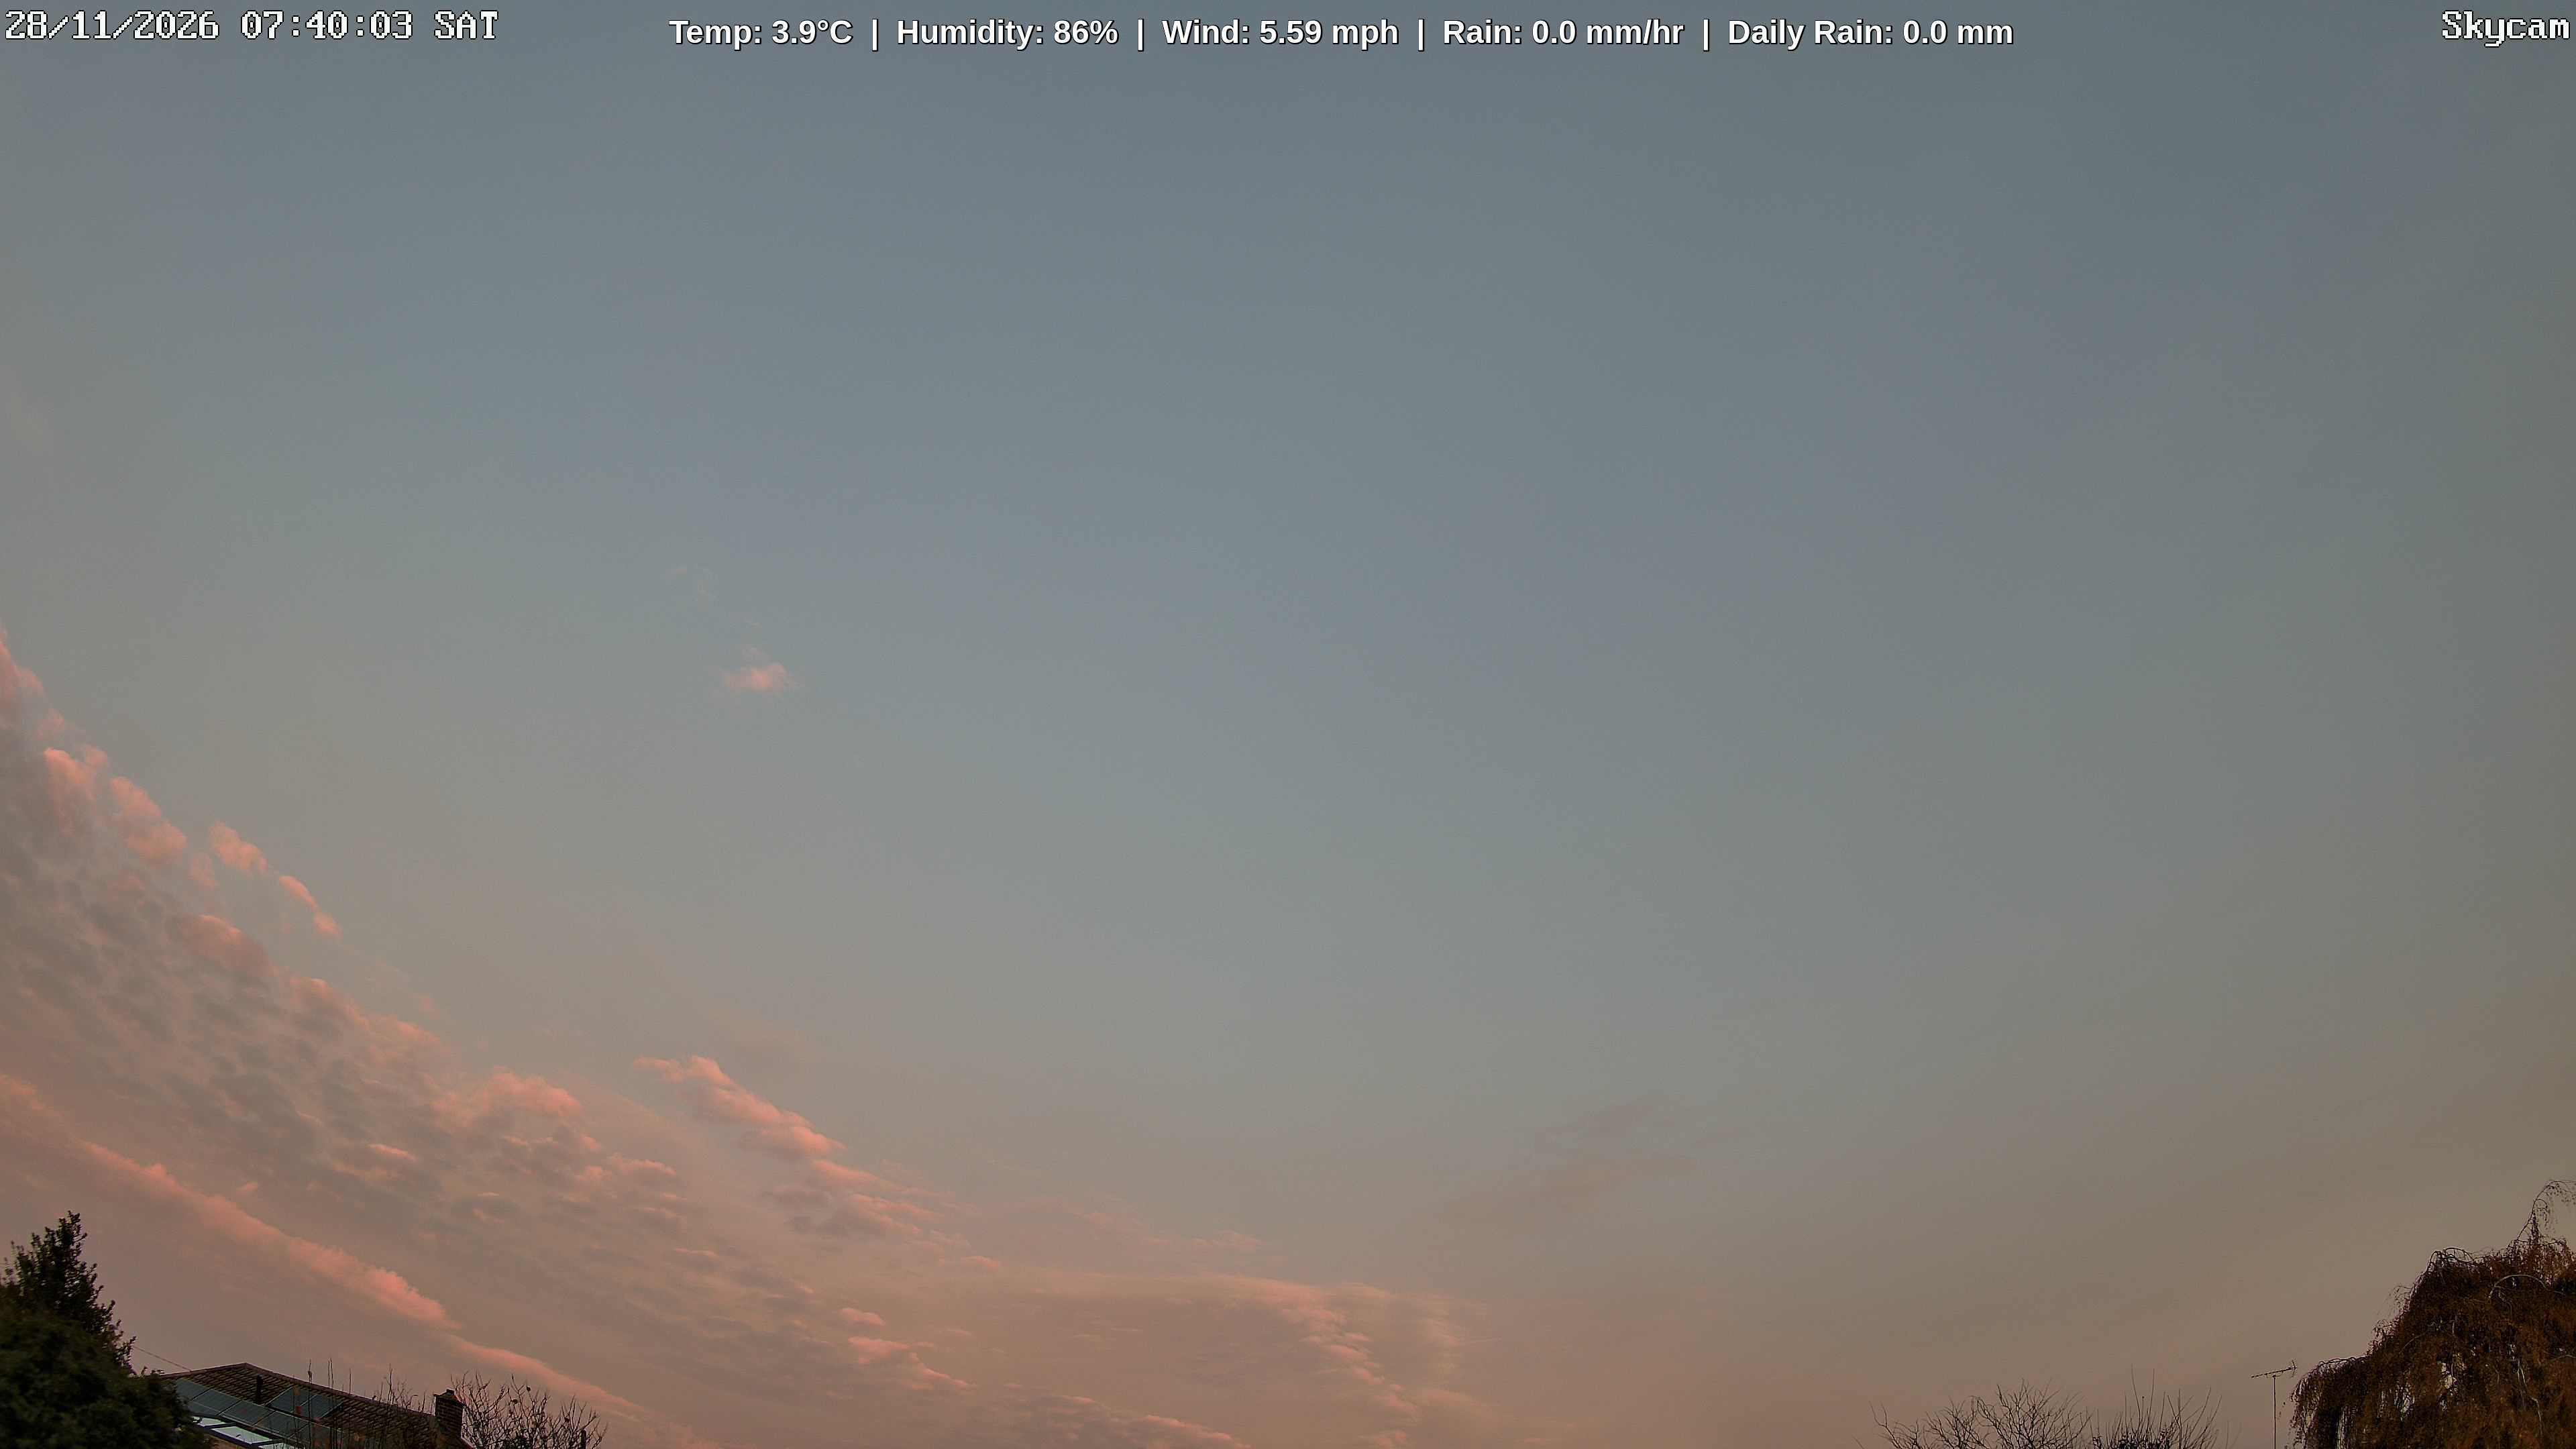 28/11/2026 07:40:03 SAT
Temp: 3.9°C | Humidity: 86% | Wind: 5.59 mph | Rain: 0.0 mm/hr | Daily Rain: 0.0 mm
Skycam